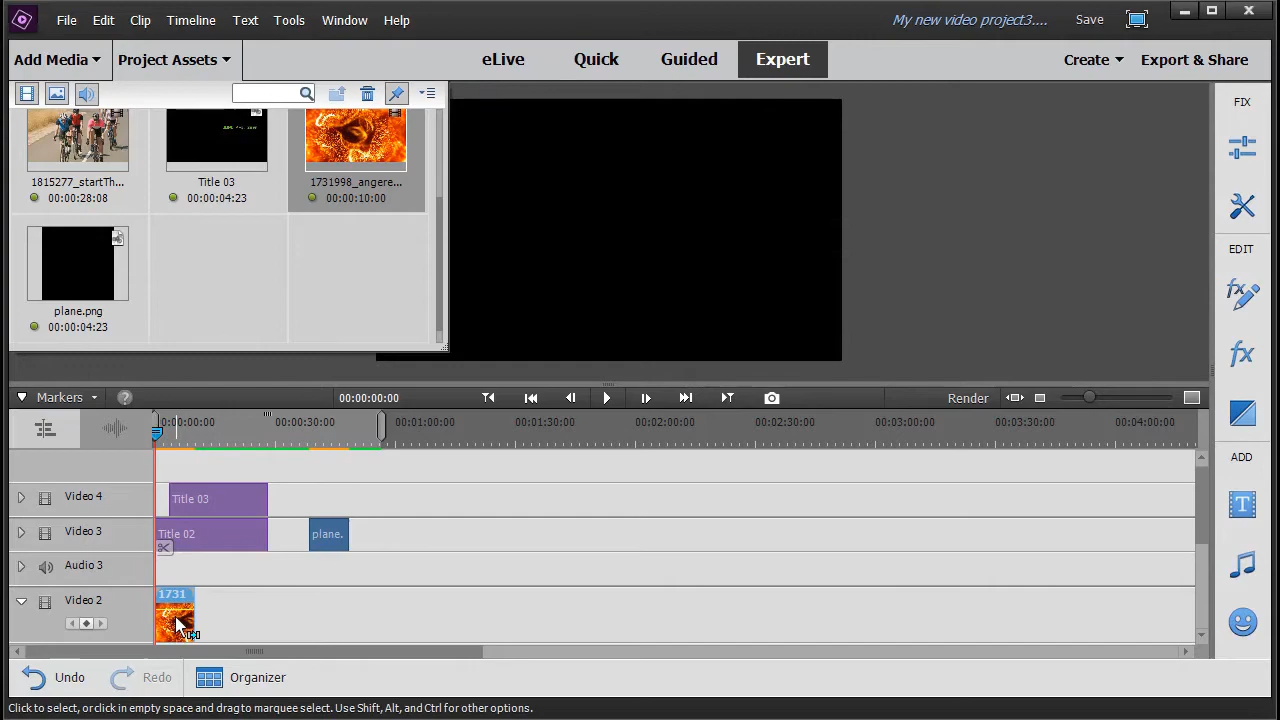 File Edit Clip Timeline Text Tools Window Help My new video project3.... Save
Add Media Project Assets eLive Quick Guided Expert Create Export & Share
FIX
1815277_startTh... Title 03 1731998_angere...
00:00:28:08 00:00:04:23 00:00:10:00
EDIT
plane.png
00:00:04:23
Markers ? 00:00:00:00 Render
0:00:00:00 00:00:30:00 00:01:00:00 00:01:30:00 00:02:00:00 00:02:30:00 00:03:00:00 00:03:30:00 00:04:00:00
ADD
Video 4 Title 03
Video 3 Title 02 plane.
Audio 3
Video 2 1731
Undo Redo Organizer
Click to select, orclick in empty space and drag to marquee select. Use Shift, Alt, and Ctrl for other options.